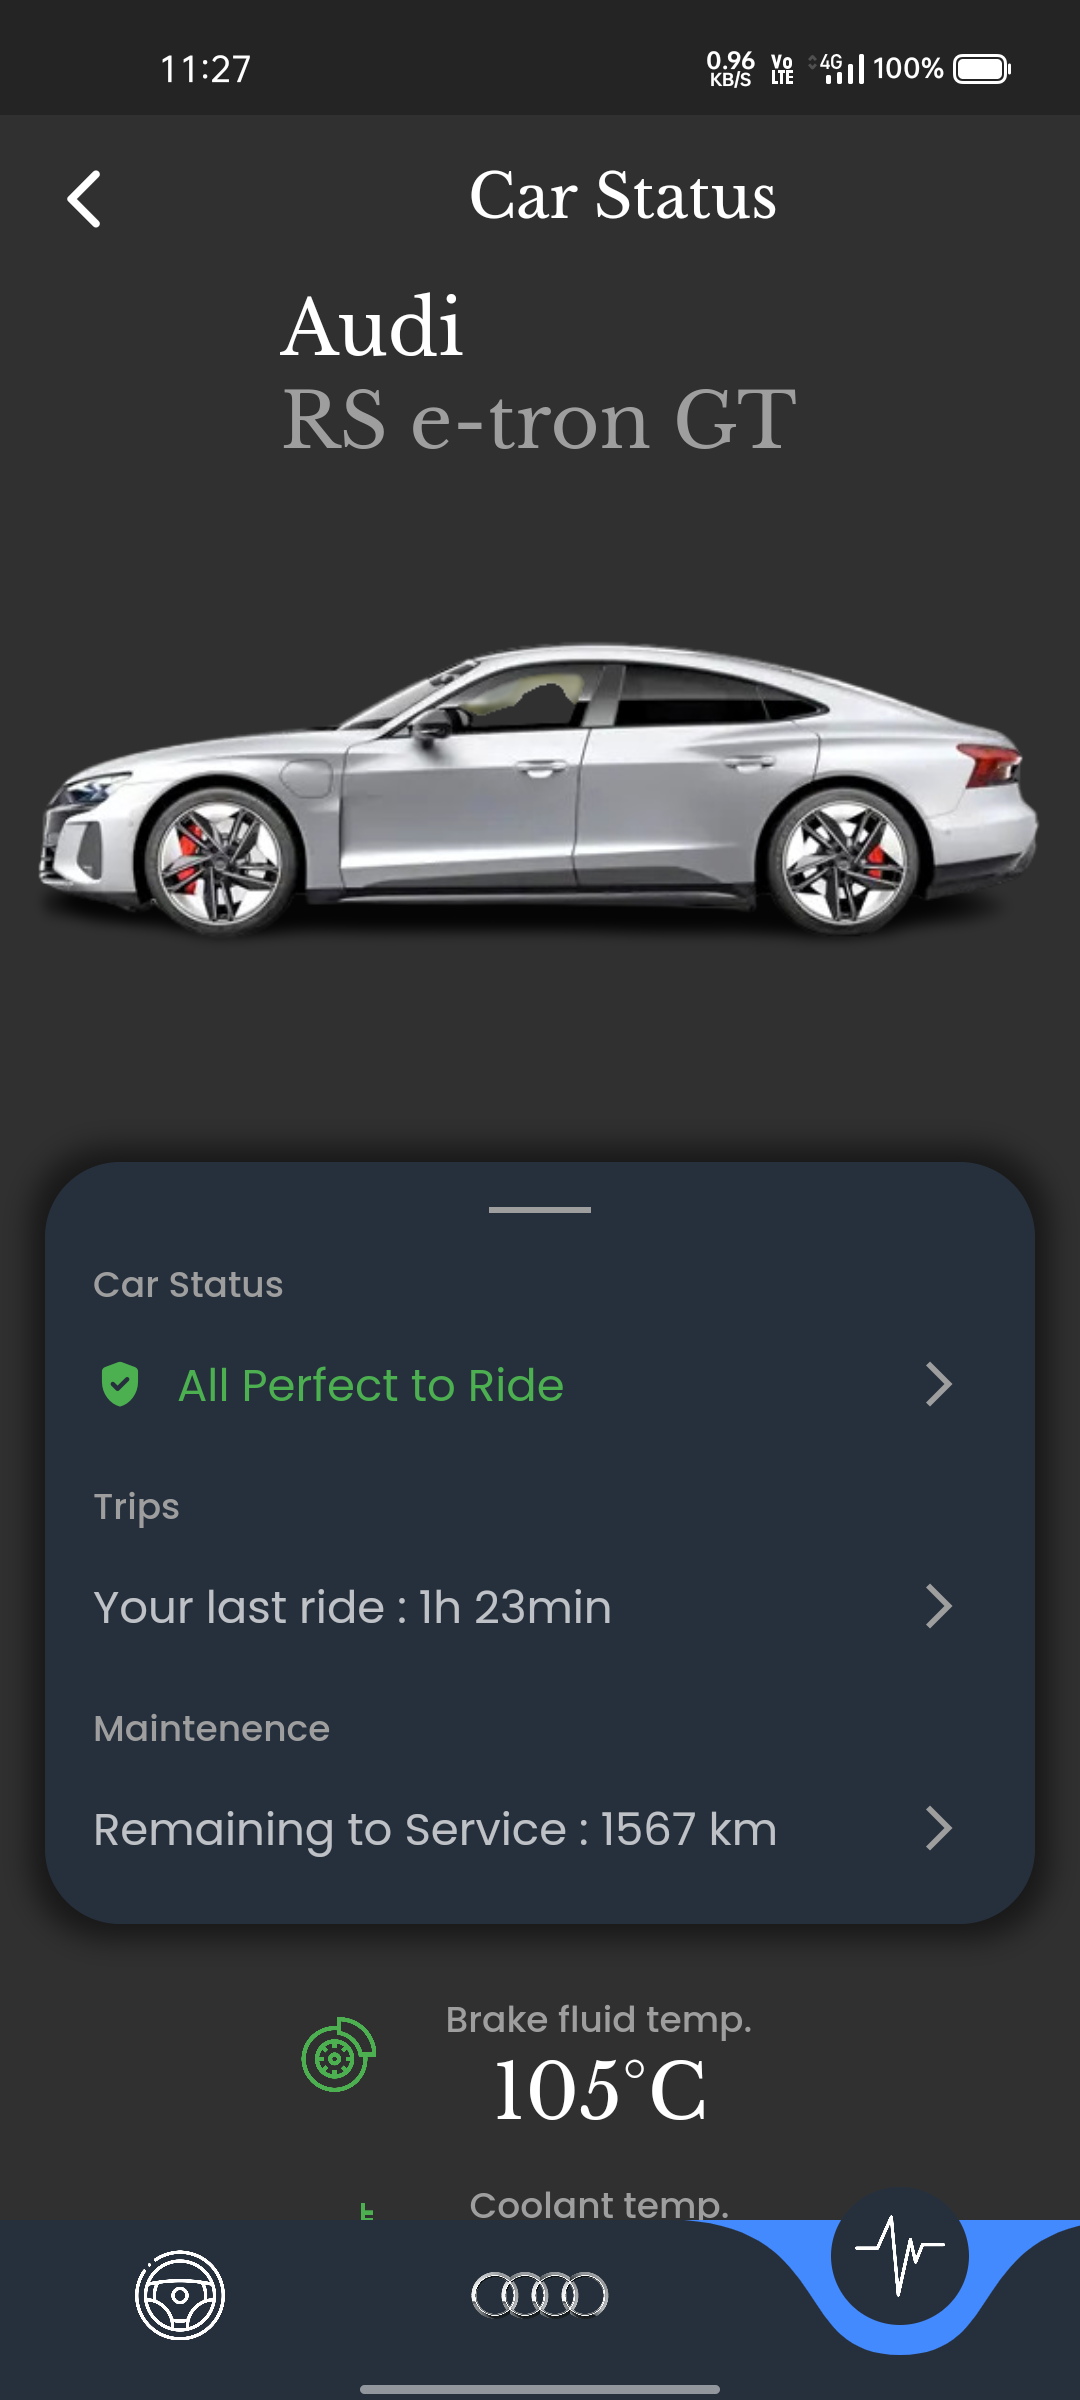 11:27
0.96 KB/S Vo LTE 4G 100%
Car Status
Audi
RS e-tron GT
Car Status
All Perfect to Ride
Trips
Your last ride : 1h 23min
Maintenence
Remaining to Service : 1567 km
Brake fluid temp.
105°C
Coolant temp.